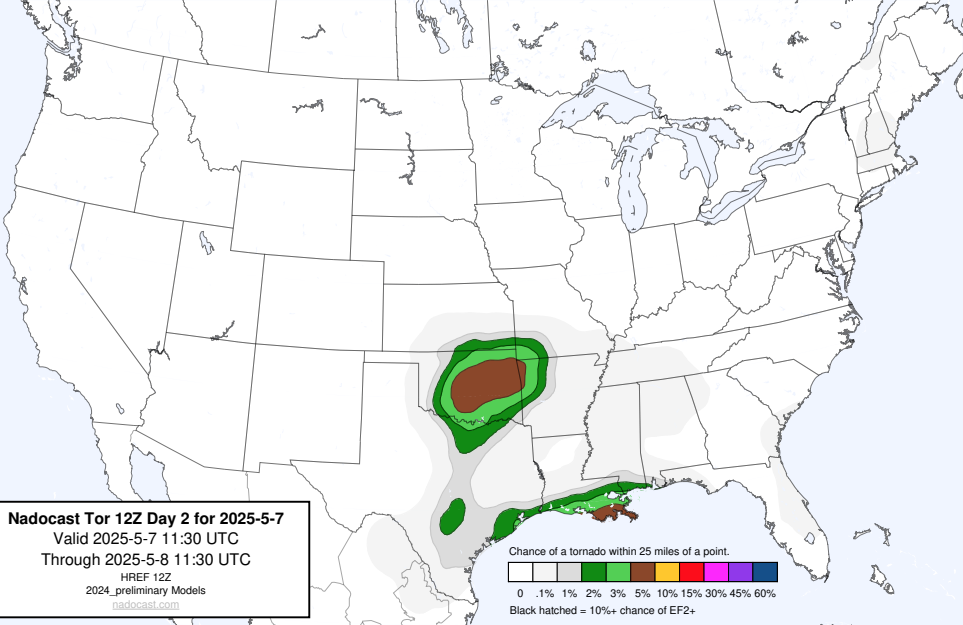 Nadocast Tor 12Z Day 2 for 2025-5-7
Valid 2025-5-7 11:30 UTC
Through 2025-5-8 11:30 UTC
HREF 12Z
2024_preliminary Models
nadocast.com
Chance of a tornado within 25 miles of a point.
0 .1% 1% 2% 3% 5% 10% 15% 30% 45% 60%
Black hatched = 10%+ chance of EF2+